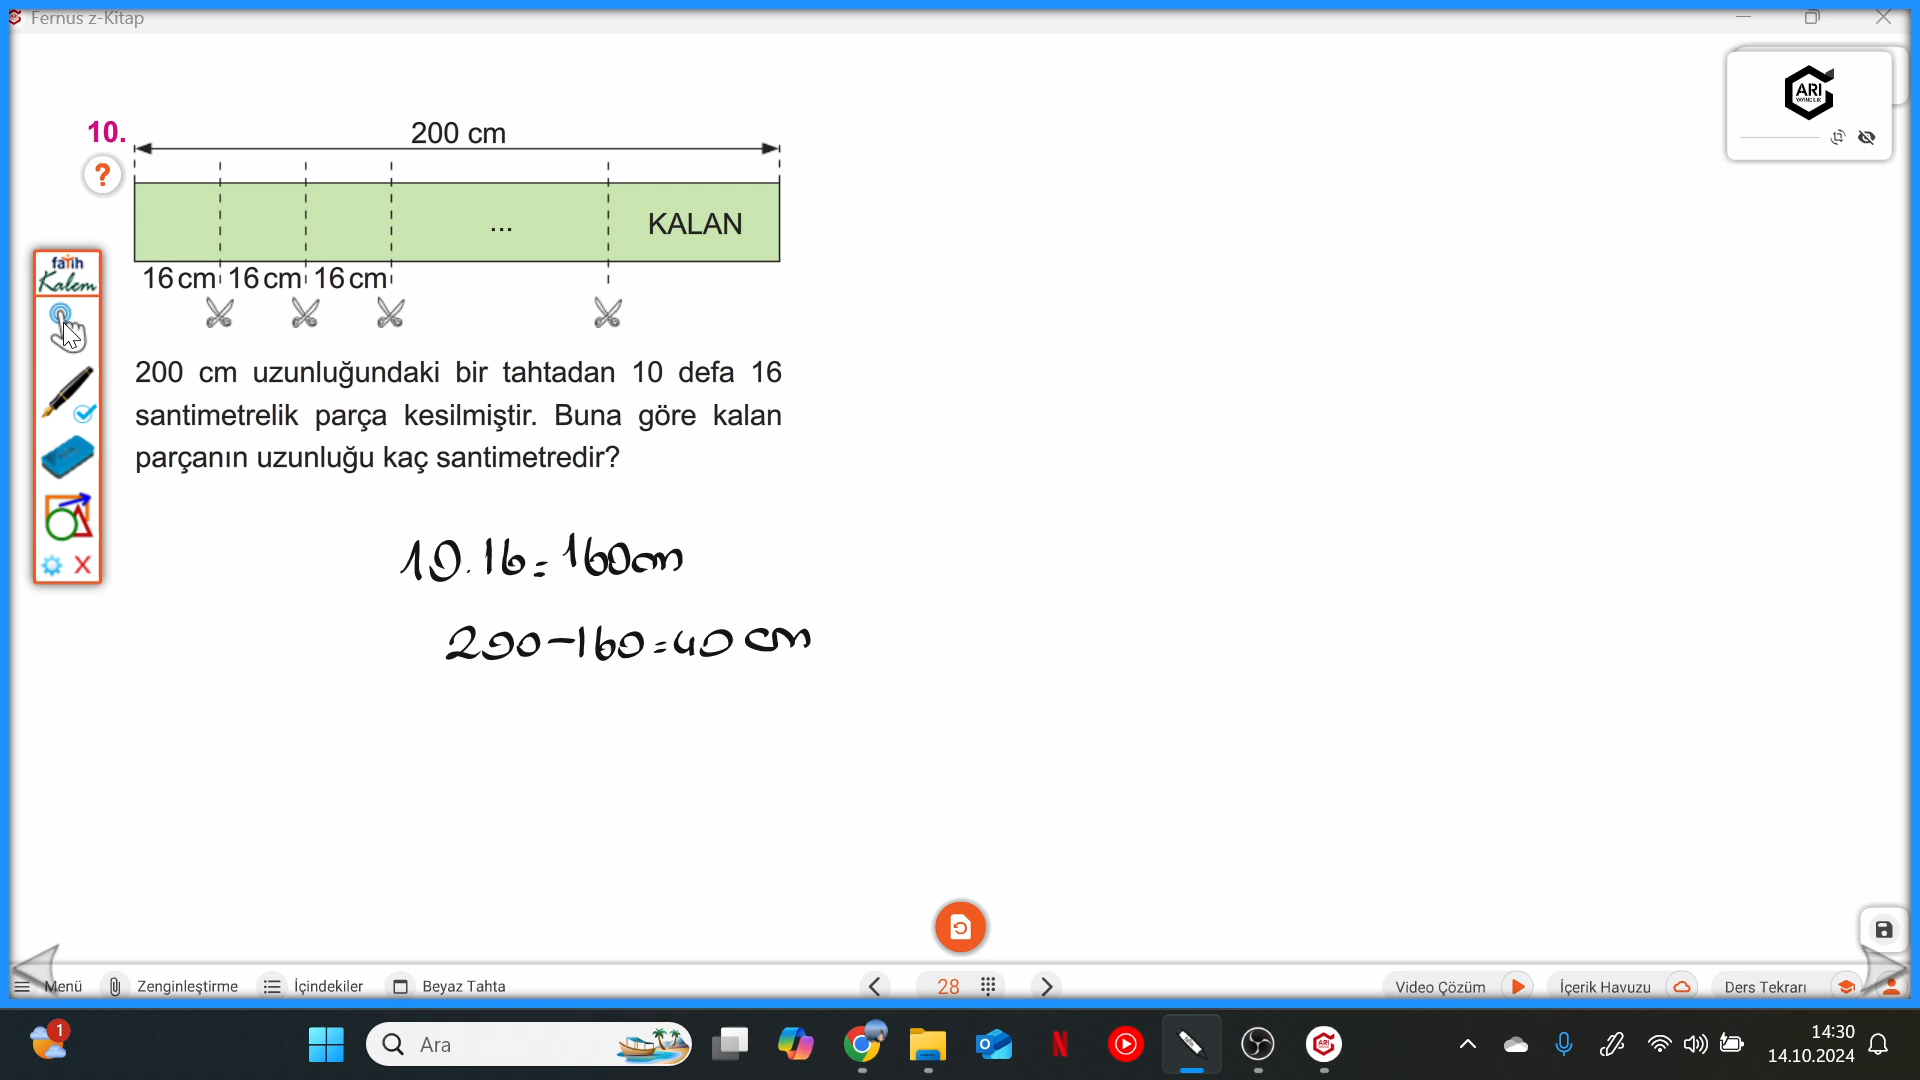 Fernus z-Kitap
ARI
YAYINCILIK
10.
200 cm
?
...
KALAN
16 cm 16 cm 16 cm
fatih
Kalem
200 cm uzunluğundaki bir tahtadan 10 defa 16
santimetrelik parça kesilmiştir. Buna göre kalan
parçanın uzunluğu kaç santimetredir?
10.16=160cm
200-160=40 cm
Menü
Zenginleştirme
İçindekiler
Beyaz Tahta
28
Video Çözüm
İçerik Havuzu
Ders Tekrarı
1
Ara
14:30
14.10.2024